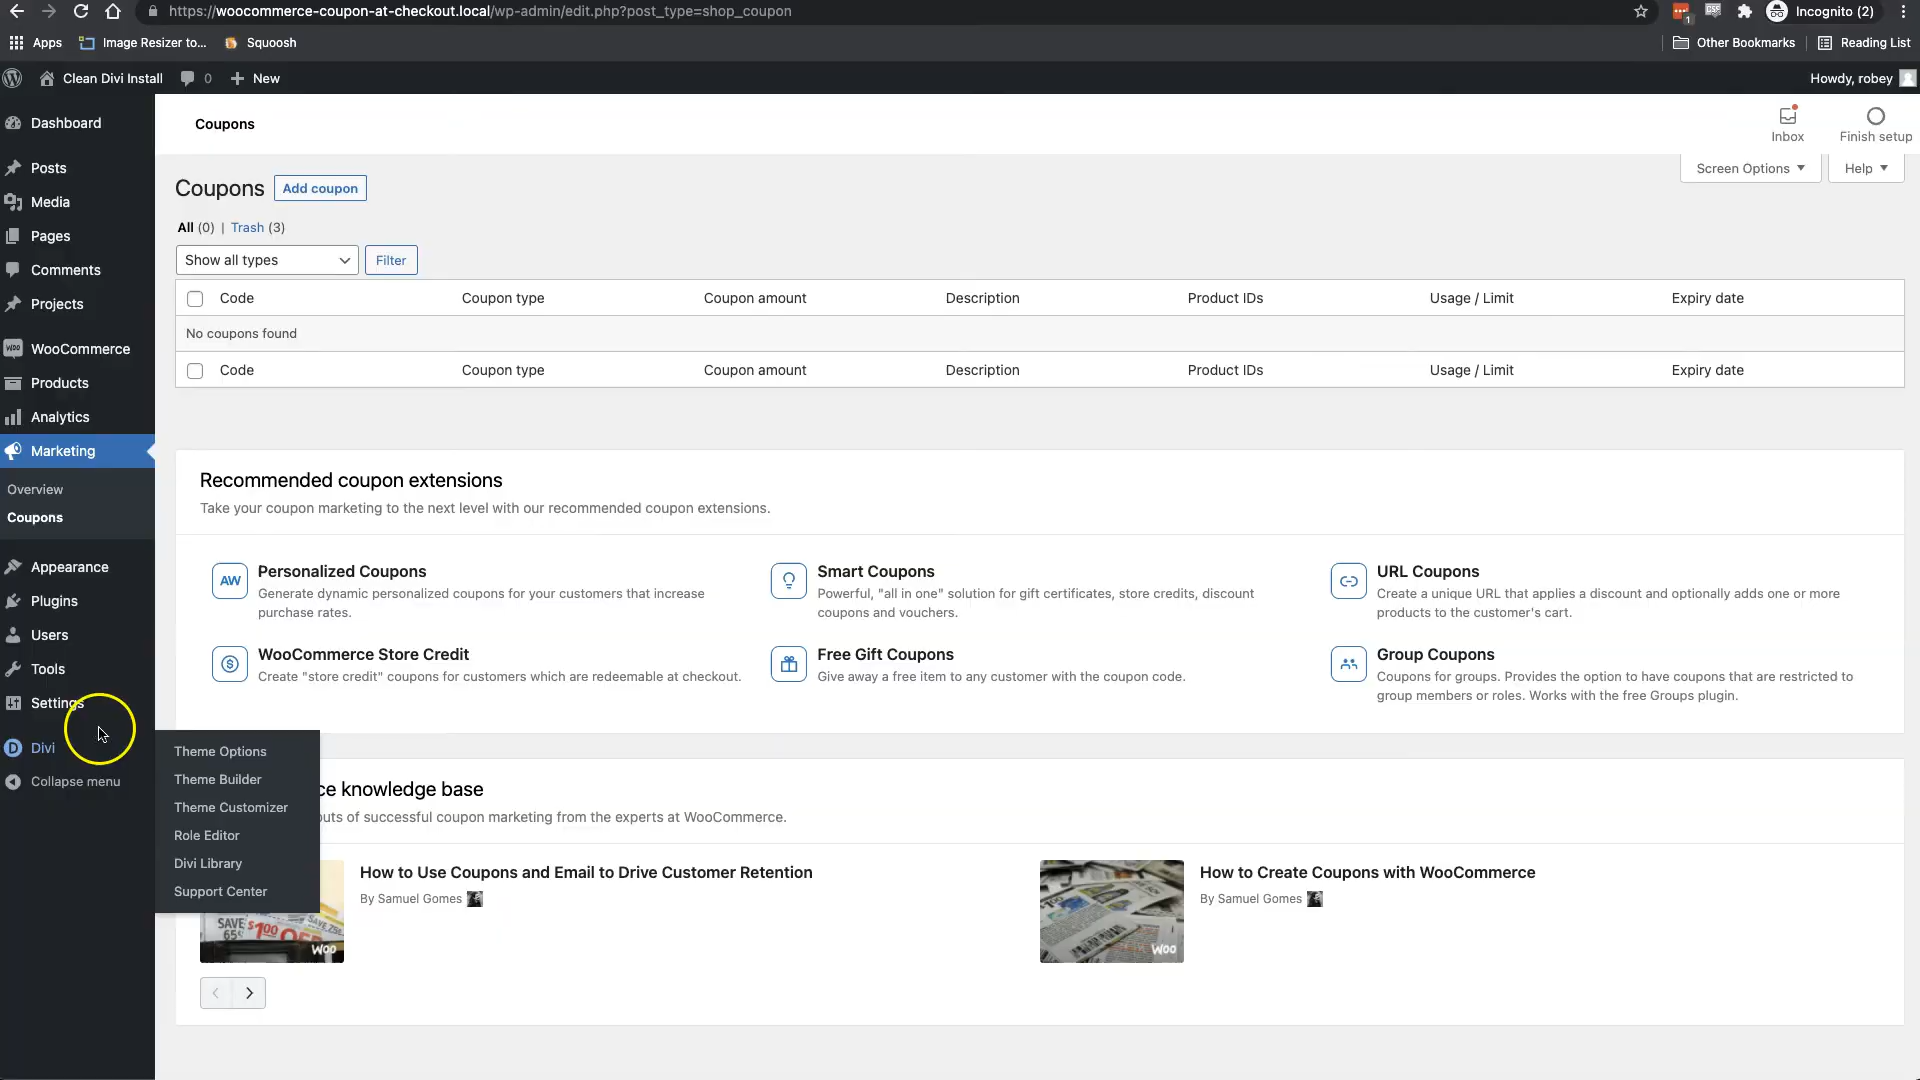 https://woocommerce-coupon-at-checkout.local/wp-admin/edit.php?post_type=shop_coupon
1
Incognito (2)
Apps
Image Resizer to...
Squoosh
Other Bookmarks
Reading List
Clean Divi Install
0
New
Howdy, robey
Dashboard
Posts
Media
Pages
Comments
Projects
WooCommerce
Products
Analytics
Marketing
Overview
Coupons
Appearance
Plugins
Users
Tools
Settings
Divi
Collapse menu
Theme Options
Theme Builder
Theme Customizer
Role Editor
Divi Library
Support Center
Coupons
Inbox
Finish setup
Screen Options
Help
Coupons
Add coupon
All (0) | Trash (3)
Show all types
Filter
Code Coupon type Coupon amount Description Product IDs Usage / Limit Expiry date
No coupons found
Code Coupon type Coupon amount Description Product IDs Usage / Limit Expiry date
Recommended coupon extensions
Take your coupon marketing to the next level with our recommended coupon extensions.
AW
Personalized Coupons
Generate dynamic personalized coupons for your customers that increase
purchase rates.
Smart Coupons
Powerful, "all in one" solution for gift certificates, store credits, discount
coupons and vouchers.
URL Coupons
Create a unique URL that applies a discount and optionally adds one or more
products to the customer's cart.
WooCommerce Store Credit
Create "store credit" coupons for customers which are redeemable at checkout.
Free Gift Coupons
Give away a free item to any customer with the coupon code.
Group Coupons
Coupons for groups. Provides the option to have coupons that are restricted to
group members or roles. Works with the free Groups plugin.
ce knowledge base
outs of successful coupon marketing from the experts at WooCommerce.
SAVE
65¢
$1.00 OFF
SAVE 75¢
WOO
How to Use Coupons and Email to Drive Customer Retention
By Samuel Gomes
WOO
How to Create Coupons with WooCommerce
By Samuel Gomes